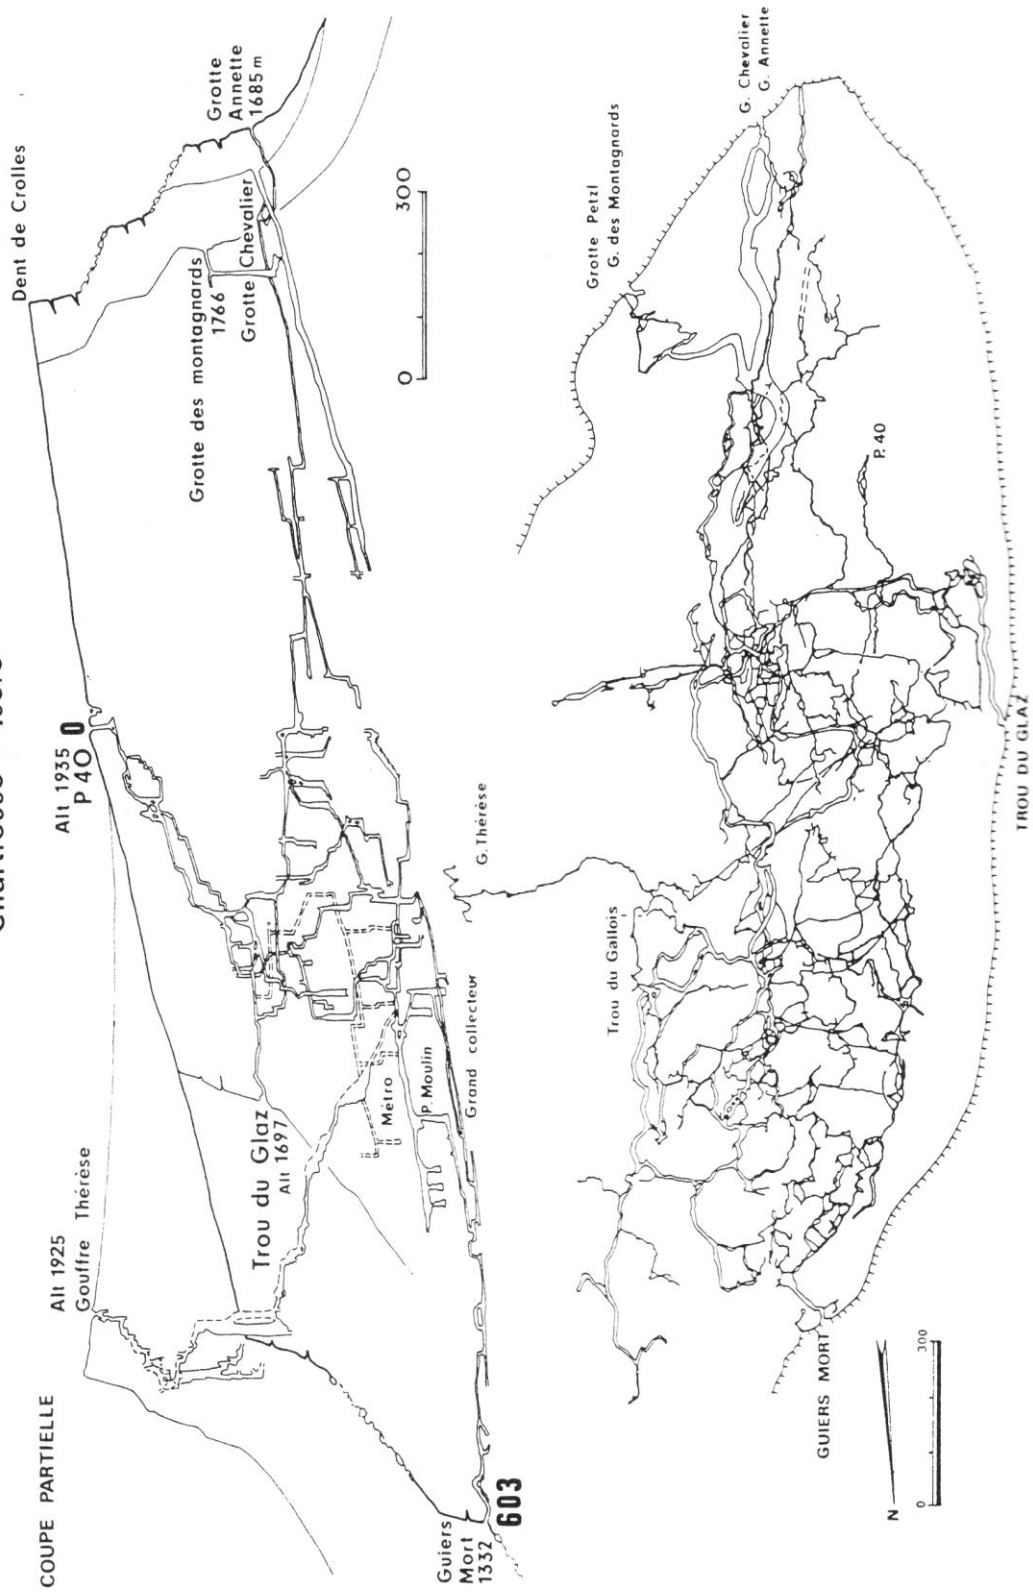 COUPE PARTIELLE
Alt 1925
Gouffre Thérèse
Alt 1935
P 40
0
Dent de Crolles
Grotte
Annette
1685 m
Grotte des montagnards
1766
Grotte Chevalier
0
300
Trou du Glaz
Alt 1697
Métro
P. Moulin
Grand collecteur
Guiers
Mort
1332
603
G. Thérèse
Trou du Gallois
Grotte Petzl
G. des Montagnards
G. Chevalier
G. Annette
P. 40
GUIERS MORT
TROU DU GLAZ
N
0
300